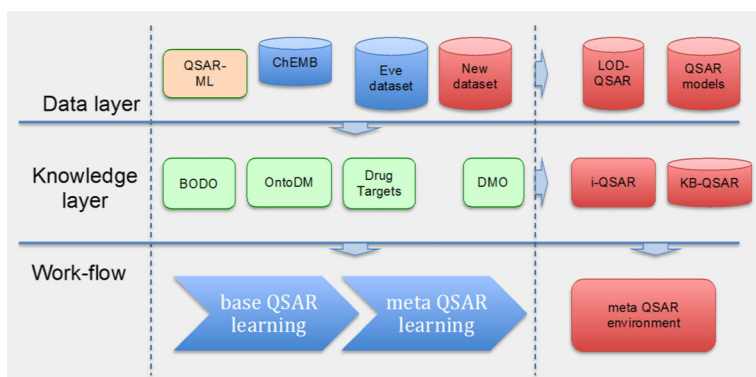 QSAR-
ML
ChEMB
Eve
dataset
New
dataset
LOD-
QSAR
QSAR
models
Data layer
Knowledge
layer
BODO
OntoDM
Drug
Targets
DMO
i-QSAR
KB-QSAR
Work-flow
base QSAR
learning
meta QSAR
learning
meta QSAR
environment